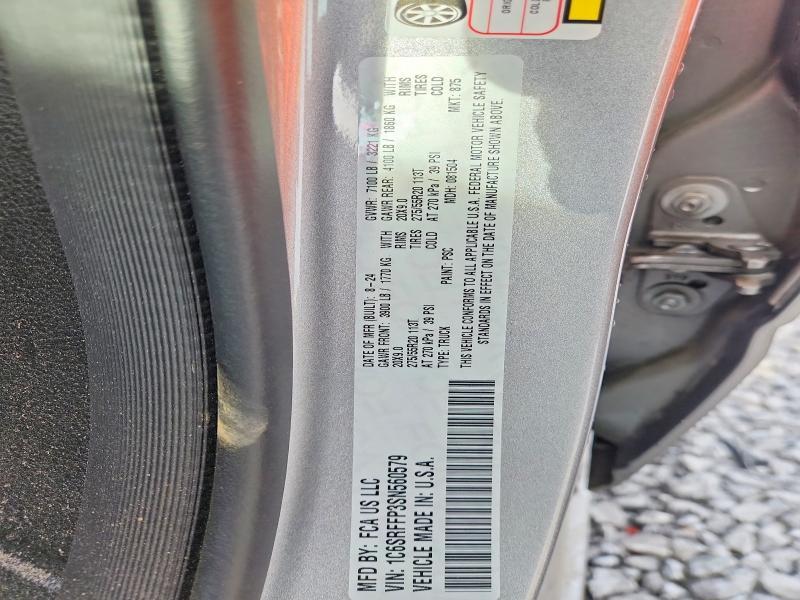 MFD BY: FCA US LLC
DATE OF MFR (BUILT): 8-24
GVWR: 7100 LB / 3221 KG
GAWR FRONT: 3900 LB / 1770 KG WITH
GAWR REAR: 4100 LB / 1860 KG WITH
20X9.0 RIMS
20X9.0 RIMS
275/55R20 113T TIRES
275/55R20 113T TIRES
AT 270 kPa / 39 PSI COLD
AT 270 kPa / 39 PSI COLD
TYPE: TRUCK
PAINT: PSC
MDH: 081504
MKT: 875
VIN: 1C6SRFFP3SN560579
VEHICLE MADE IN: U.S.A.
THIS VEHICLE CONFORMS TO ALL APPLICABLE U.S.A. FEDERAL MOTOR VEHICLE SAFETY
STANDARDS IN EFFECT ON THE DATE OF MANUFACTURE SHOWN ABOVE.